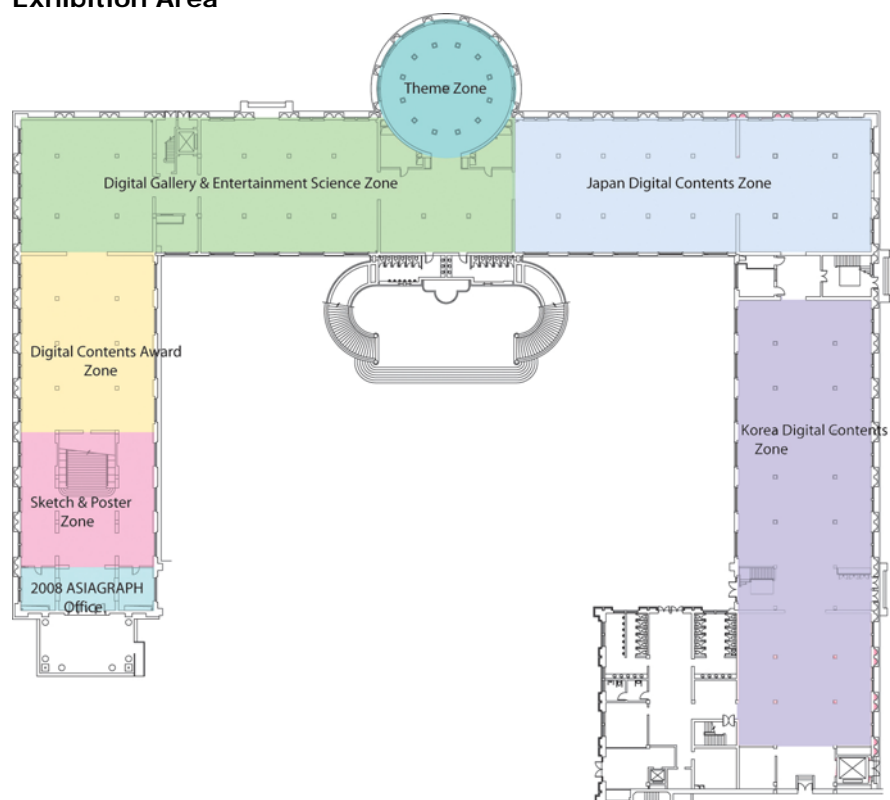 Exhibition Area
Theme Zone
Digital Gallery & Entertainment Science Zone
Japan Digital Contents Zone
Digital Contents Award
Zone
Korea Digital Contents
Zone
Sketch & Poster
Zone
2008 ASIAGRAPH
Office